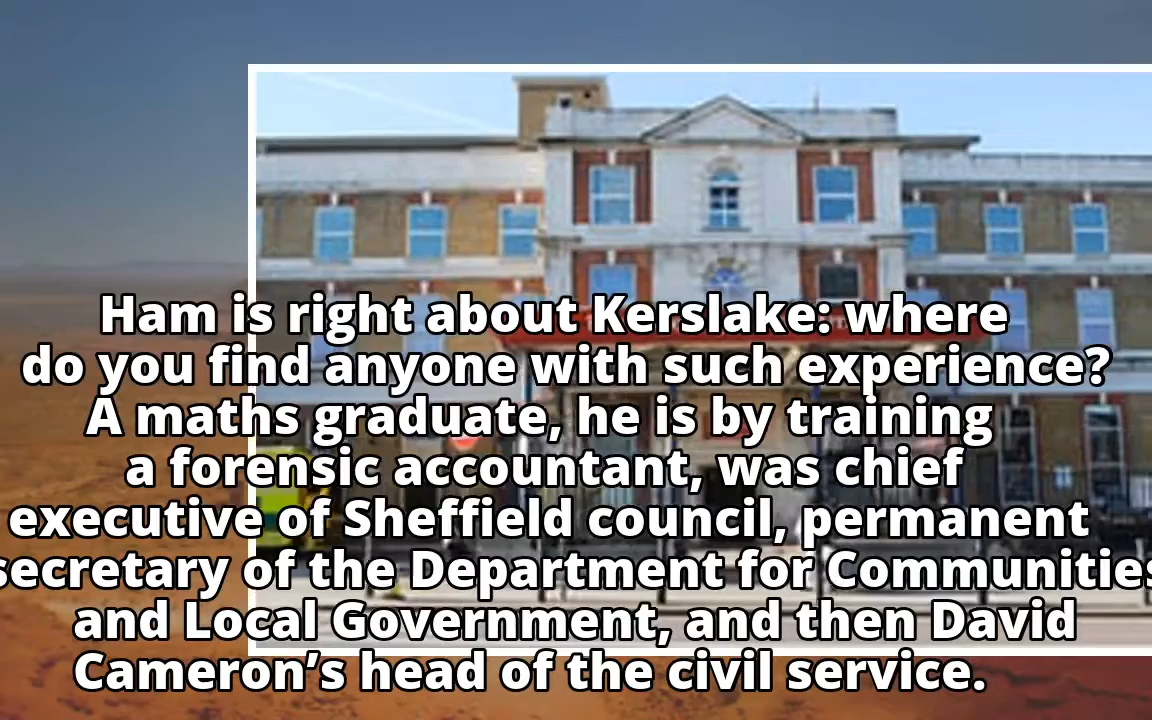 Ham is right about Kerslake: where
do you find anyone with such experience?
A maths graduate, he is by training
a forensic accountant, was chief
executive of Sheffield council, permanent
secretary of the Department for Communities
and Local Government, and then David
Cameron’s head of the civil service.